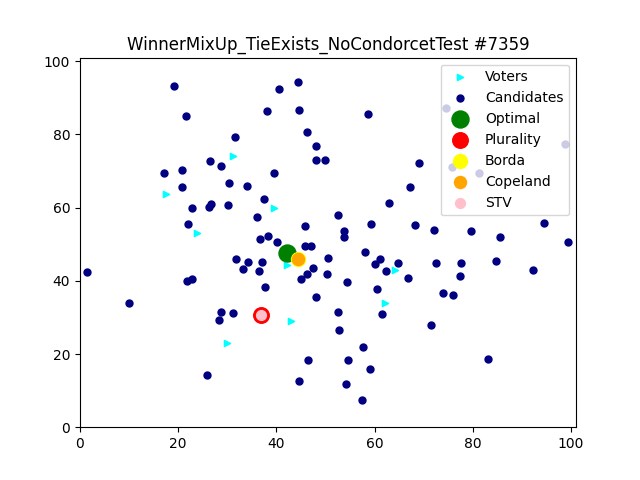 WinnerMixUp_TieExists_NoCondorcetTest #7359
Voters
Candidates
Optimal
Plurality
Borda
Copeland
STV
100
80
60
40
20
0
0 20 40 60 80 100